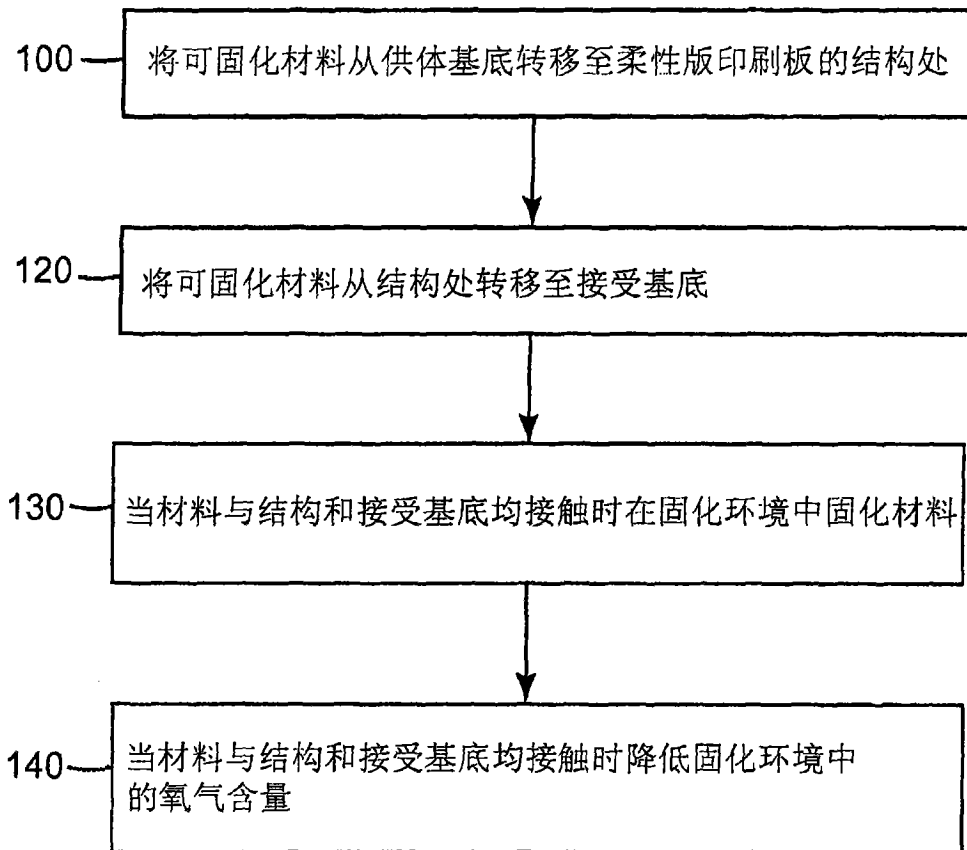 100
将可固化材料从供体基底转移至柔性版印刷板的结构处
120
将可固化材料从结构处转移至接受基底
130
当材料与结构和接受基底均接触时在固化环境中固化材料
140
当材料与结构和接受基底均接触时降低固化环境中
的氧气含量